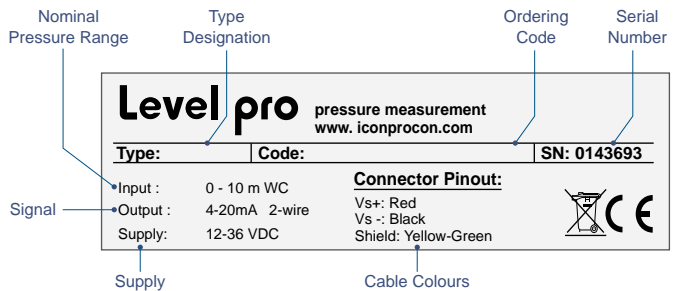 Nominal
Pressure Range
Type
Designation
Ordering
Code
Serial
Number
Level pro
pressure measurement
www. iconprocon.com
Type:
Code:
SN: 0143693
Input :
0 - 10 m WC
Output :
4-20mA 2-wire
Supply:
12-36 VDC
Connector Pinout:
Vs+: Red
Vs -: Black
Shield: Yellow-Green
CE
Signal
Supply
Cable Colours